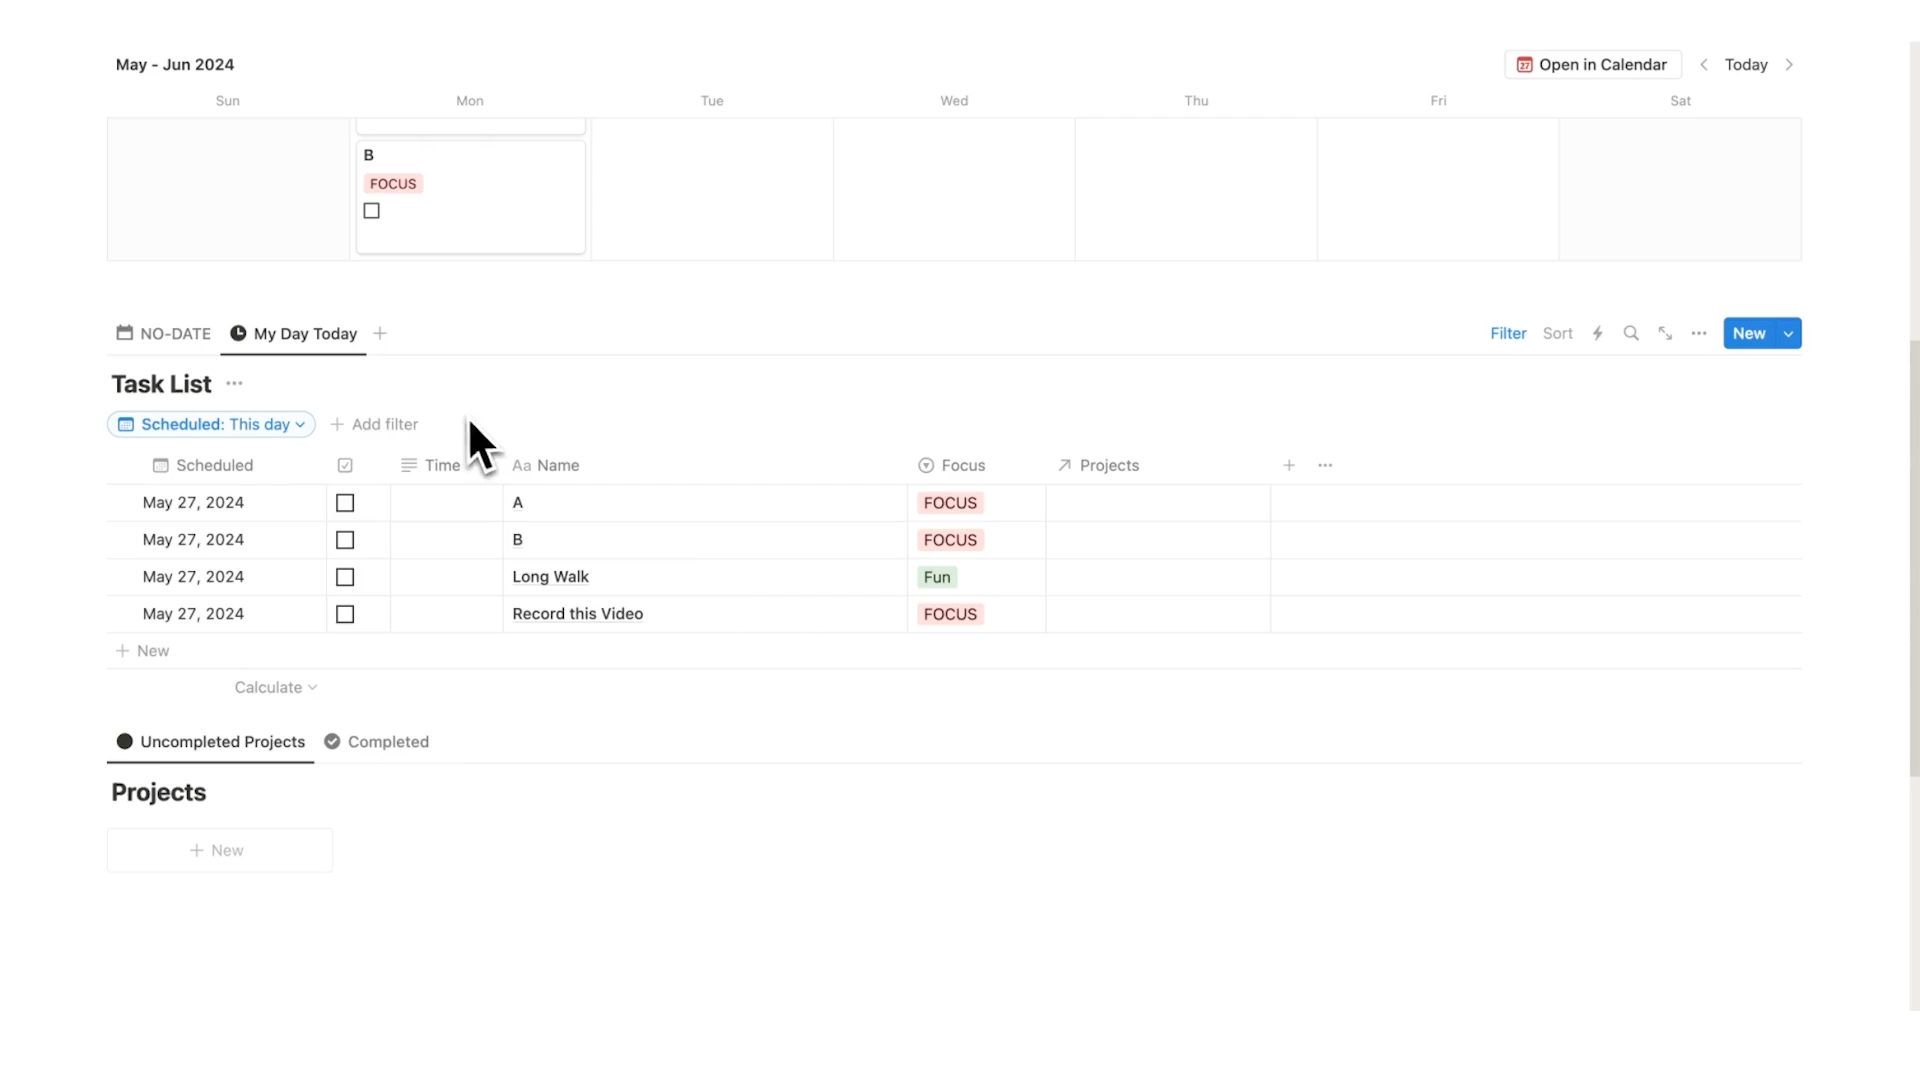 May - Jun 2024 27 Open in Calendar Today
Sun Mon Tue Wed Thu Fri Sat
B
FOCUS
NO-DATE My Day Today Filter Sort New
Task List
Scheduled: This day Add filter
Scheduled Time Aa Name Focus Projects
May 27, 2024 A FOCUS
May 27, 2024 B FOCUS
May 27, 2024 Long Walk Fun
May 27, 2024 Record this Video FOCUS
New
Calculate
Uncompleted Projects Completed
Projects
New